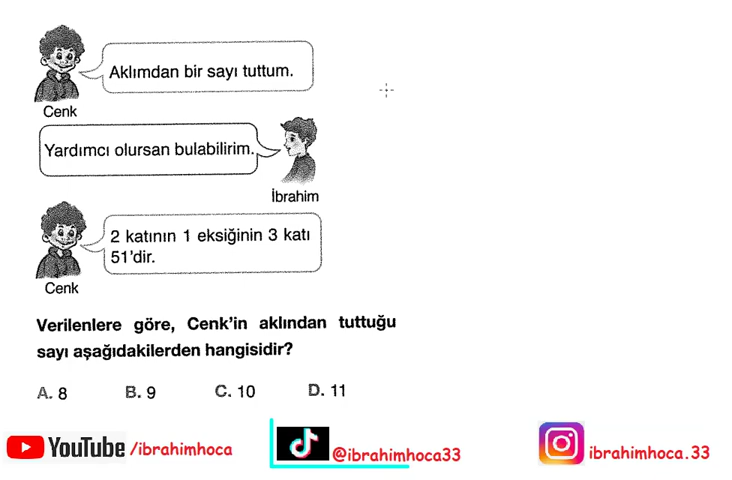 Aklımdan bir sayı tuttum.
Cenk
Yardımcı olursan bulabilirim.
İbrahim
2 katının 1 eksiğinin 3 katı
51'dir.
Cenk
Verilenlere göre, Cenk'in aklından tuttuğu
sayı aşağıdakilerden hangisidir?
A. 8 B. 9 C. 10 D. 11
YouTube /ibrahimhoca @ibrahimhoca33 ibrahimhoca.33